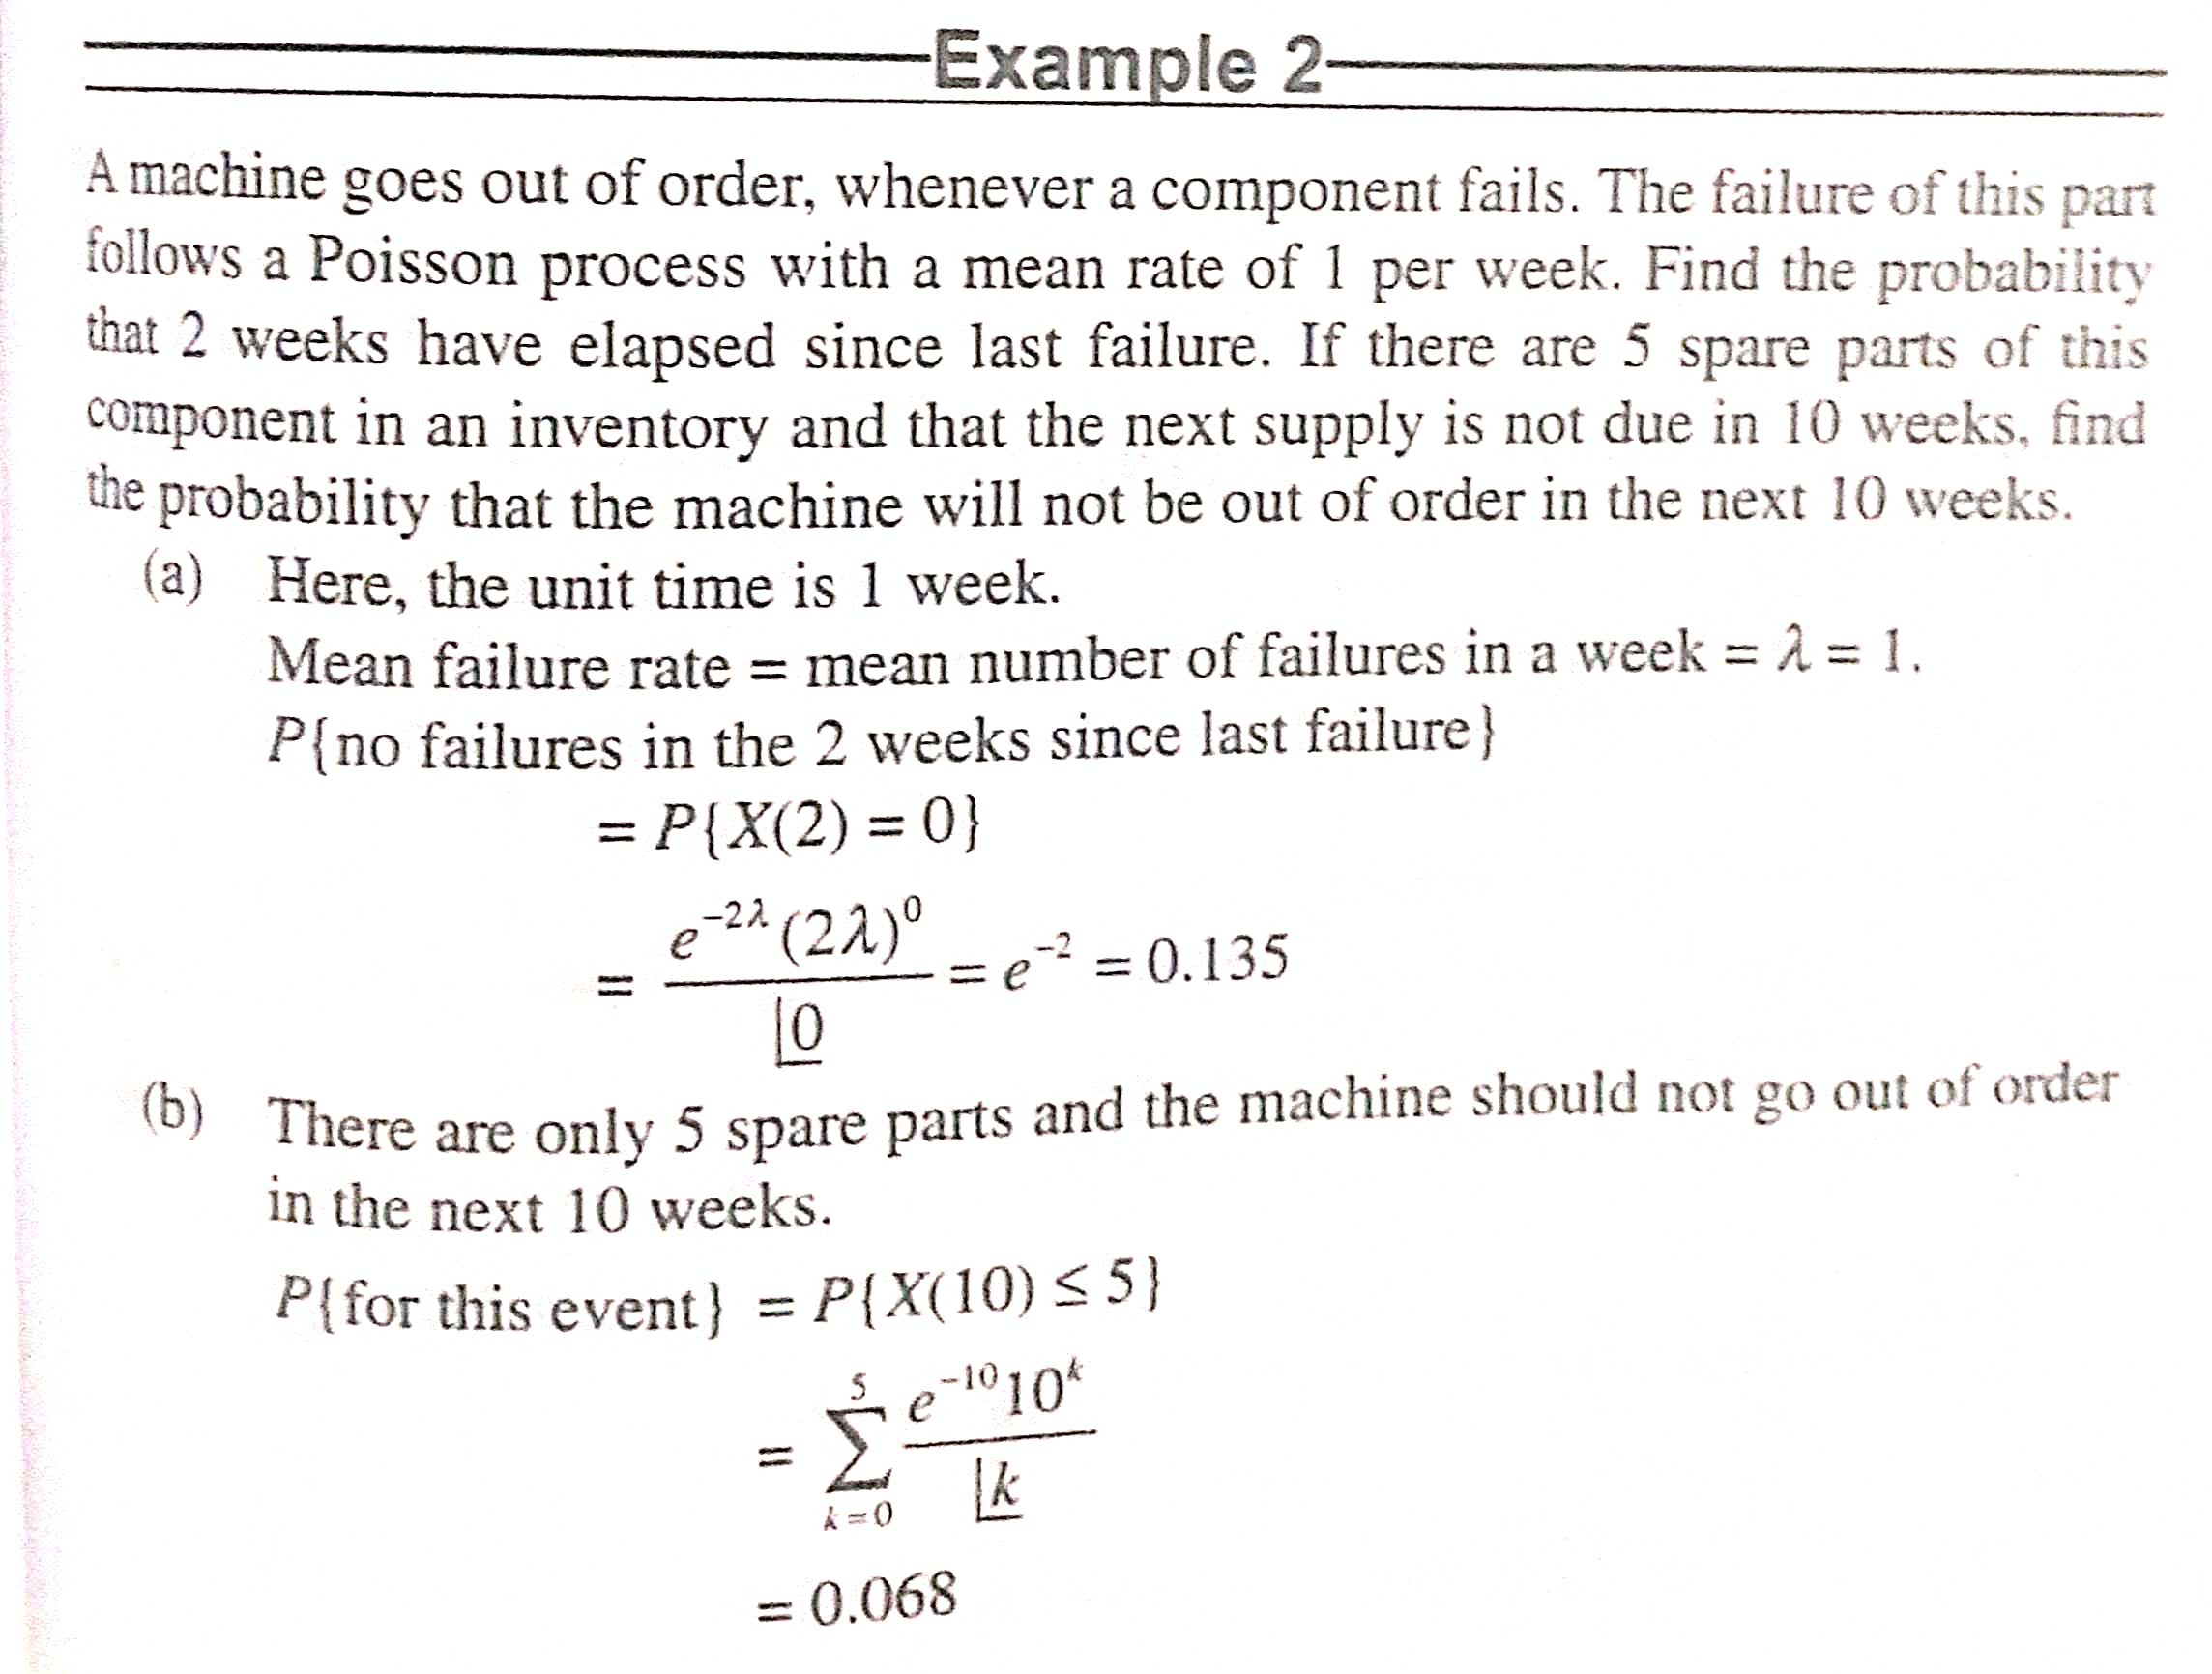 Example 2
A machine goes out of order, whenever a component fails. The failure of this part
follows a Poisson process with a mean rate of 1 per week. Find the probability
that 2 weeks have elapsed since last failure. If there are 5 spare parts of this
component in an inventory and that the next supply is not due in 10 weeks, find
the probability that the machine will not be out of order in the next 10 weeks.
(a) Here, the unit time is 1 week.
Mean failure rate = mean number of failures in a week = λ = 1.
P{no failures in the 2 weeks since last failure}
= P{X(2) = 0}
= \frac{e^{-2λ} (2λ)^0}{⌊0} = e^{-2} = 0.135
(b) There are only 5 spare parts and the machine should not go out of order
in the next 10 weeks.
P{for this event} = P{X(10) ≤ 5}
= \sum_{k=0}^{5} \frac{e^{-10} 10^k}{⌊k}
= 0.068